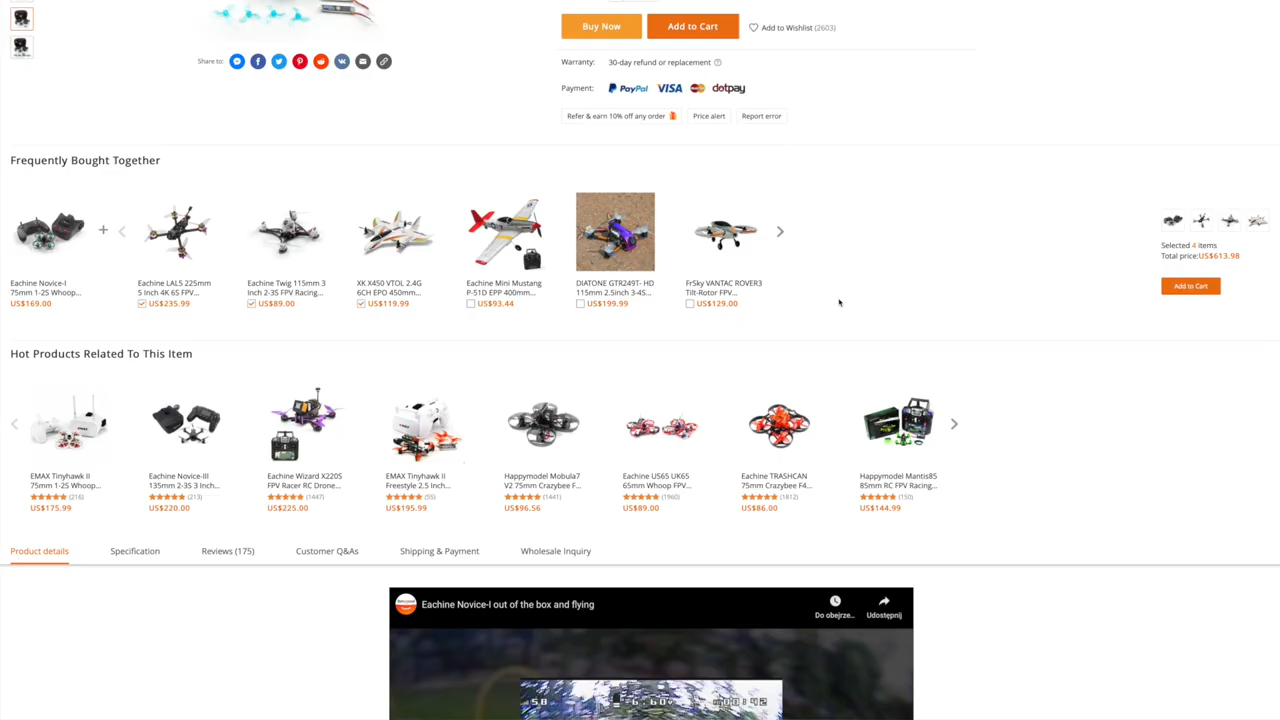 Buy Now
Add to Cart
Add to Wishlist (2603)
Share to:
Warranty: 30-day refund or replacement
Payment: PayPal VISA dotpay
Refer & earn 10% off any order
Price alert
Report error
Frequently Bought Together
Eachine Novice-I
75mm 1-2S Whoop...
US$169.00
+
Eachine LAL5 225mm
5 Inch 4K 6S FPV...
US$235.99
Eachine Twig 115mm 3
Inch 2-3S FPV Racing...
US$89.00
XK X450 VTOL 2.4G
6CH EPO 450mm...
US$119.99
Eachine Mini Mustang
P-51D EPP 400mm...
US$93.44
DIATONE GTR249T- HD
115mm 2.5inch 3-4S...
US$199.99
FrSky VANTAC ROVER3
Tilt-Rotor FPV...
US$129.00
Selected 4 items
Total price:US$613.98
Add to Cart
Hot Products Related To This Item
EMAX Tinyhawk II
75mm 1-2S Whoop...
(216)
US$175.99
Eachine Novice-III
135mm 2-3S 3 Inch...
(213)
US$220.00
Eachine Wizard X220S
FPV Racer RC Drone...
(1447)
US$225.00
EMAX Tinyhawk II
Freestyle 2.5 Inch...
(55)
US$195.99
Happymodel Mobula7
V2 75mm Crazybee F...
(1441)
US$96.56
Eachine US65 UK65
65mm Whoop FPV...
(1960)
US$89.00
Eachine TRASHCAN
75mm Crazybee F4...
(1812)
US$86.00
Happymodel Mantis85
85mm RC FPV Racing...
(150)
US$144.99
Product details
Specification
Reviews (175)
Customer Q&As
Shipping & Payment
Wholesale Inquiry
Eachine Novice-I out of the box and flying
Do obejrze...
Udostępnij